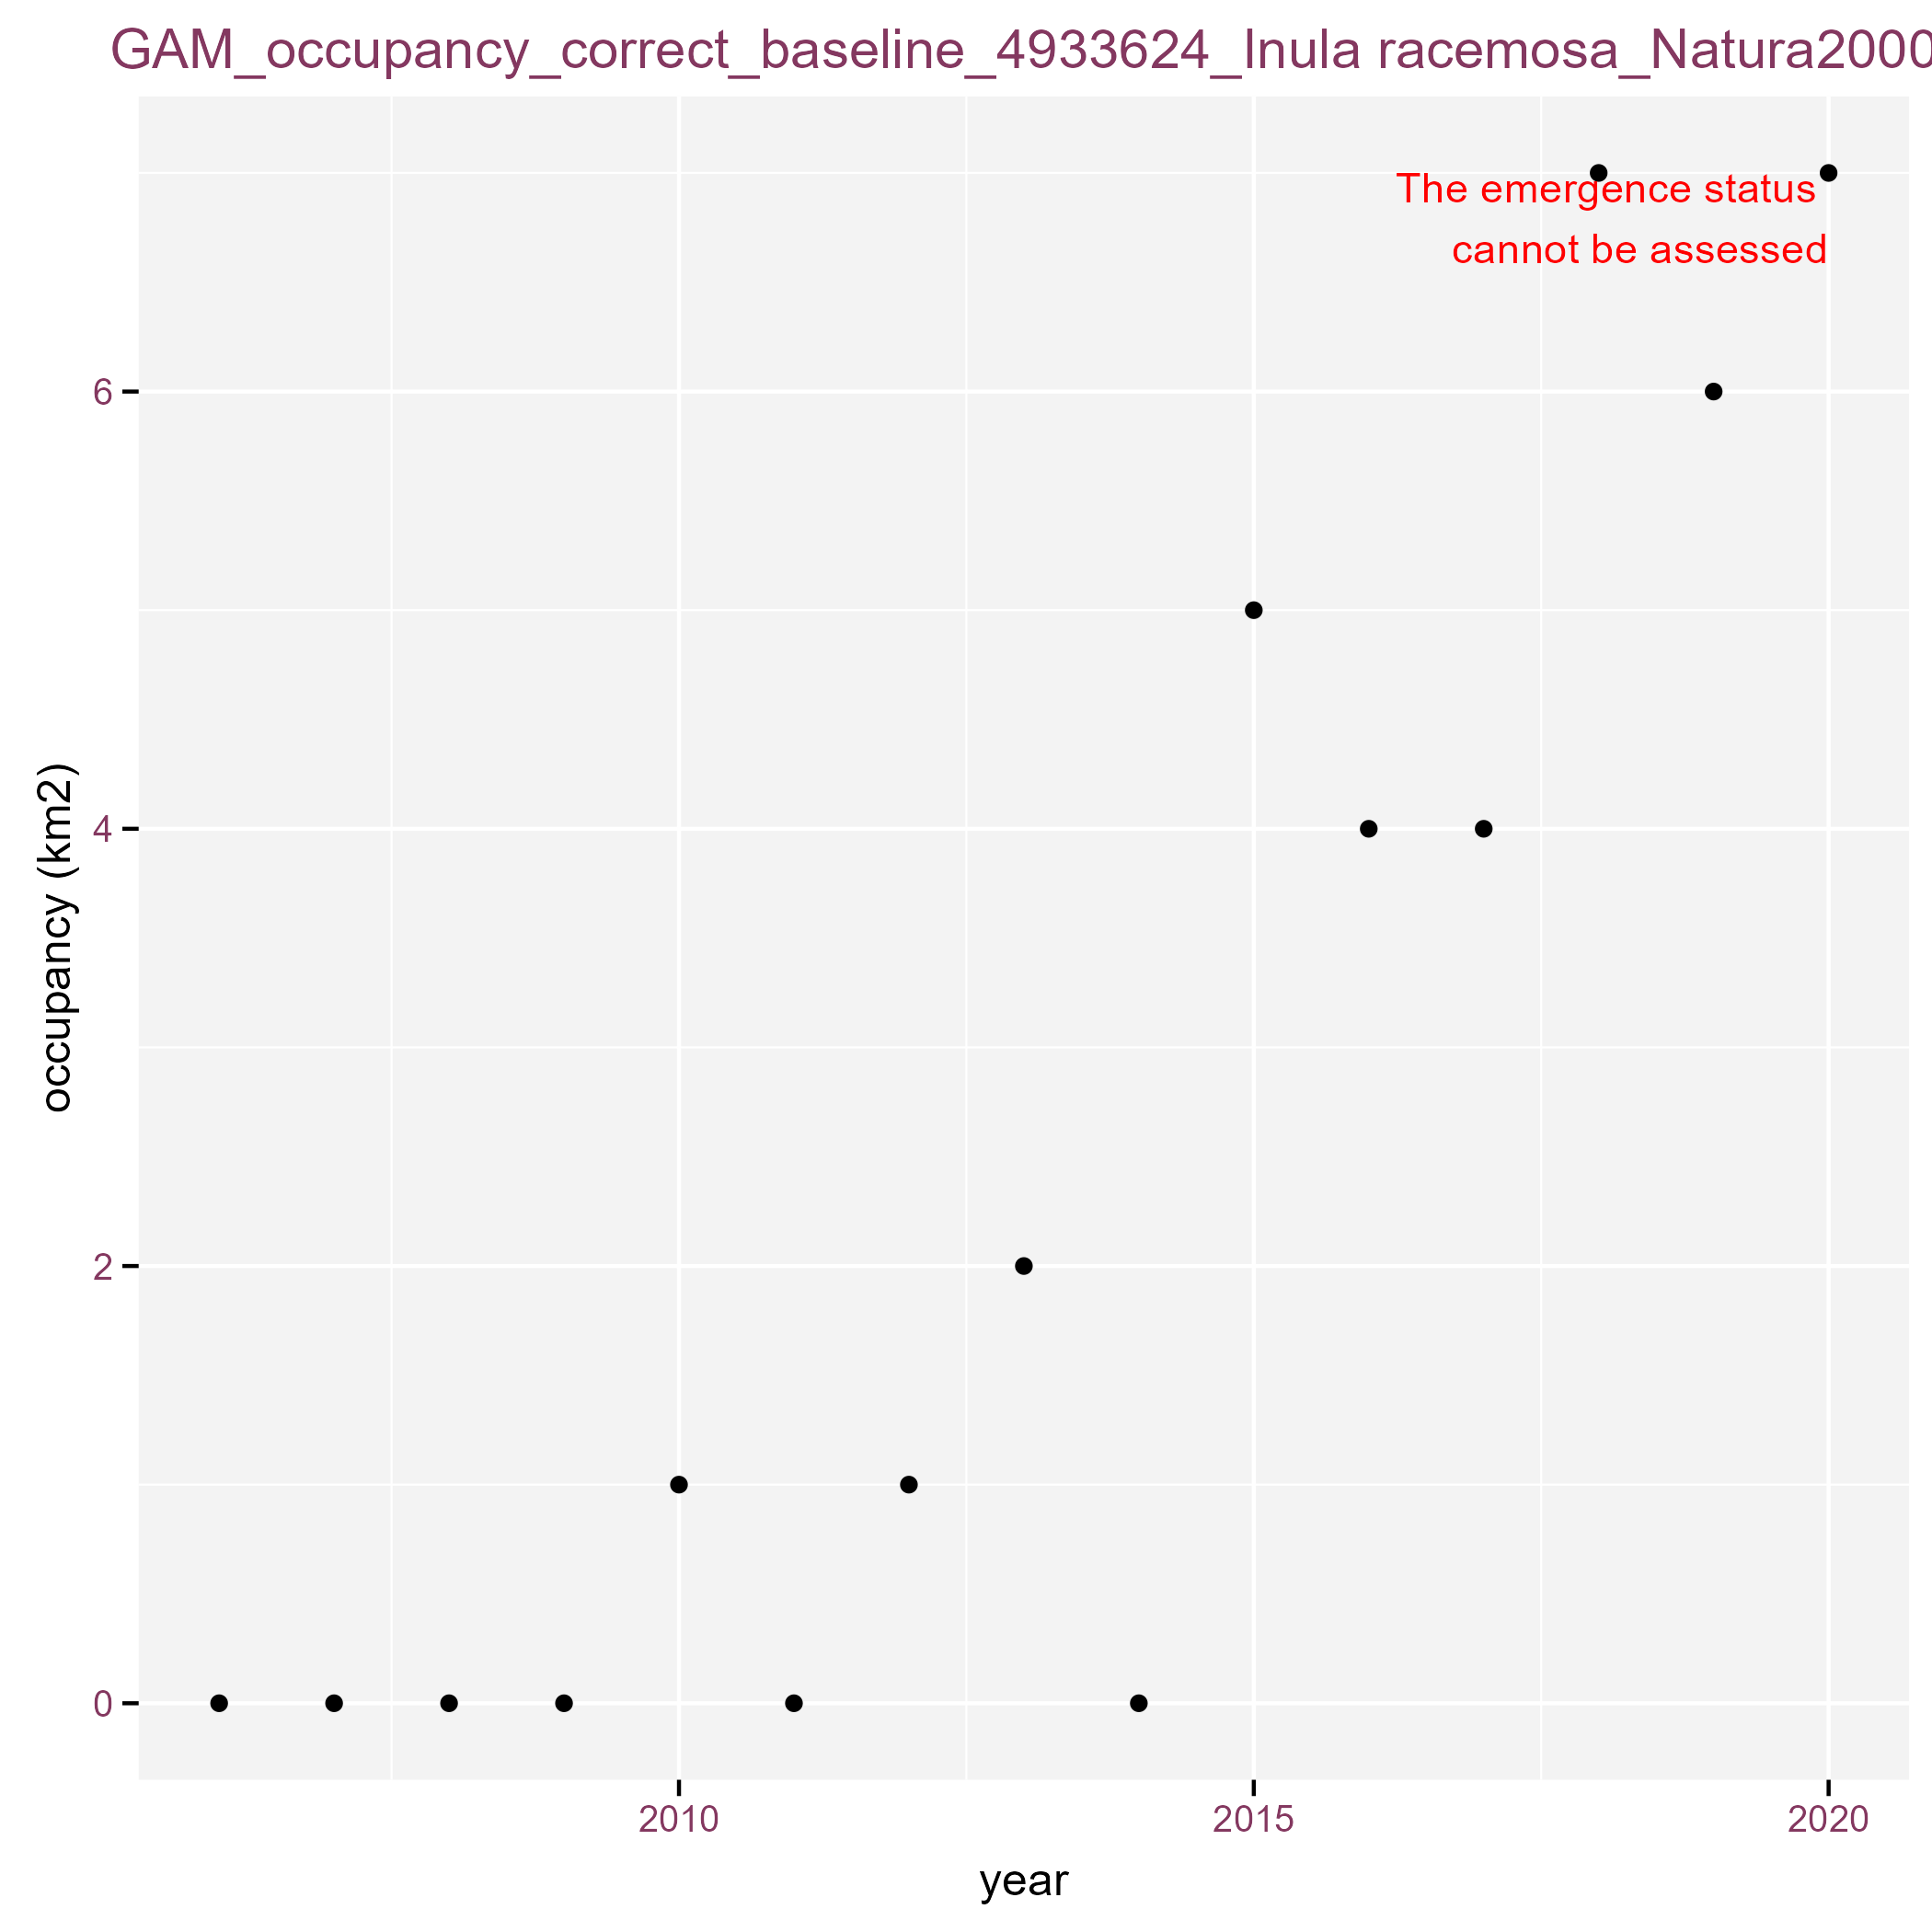 GAM_occupancy_correct_baseline_4933624_Inula racemosa_Natura2000
The emergence status
cannot be assessed
6
4
2
0
occupancy (km2)
2010 2015 2020
year